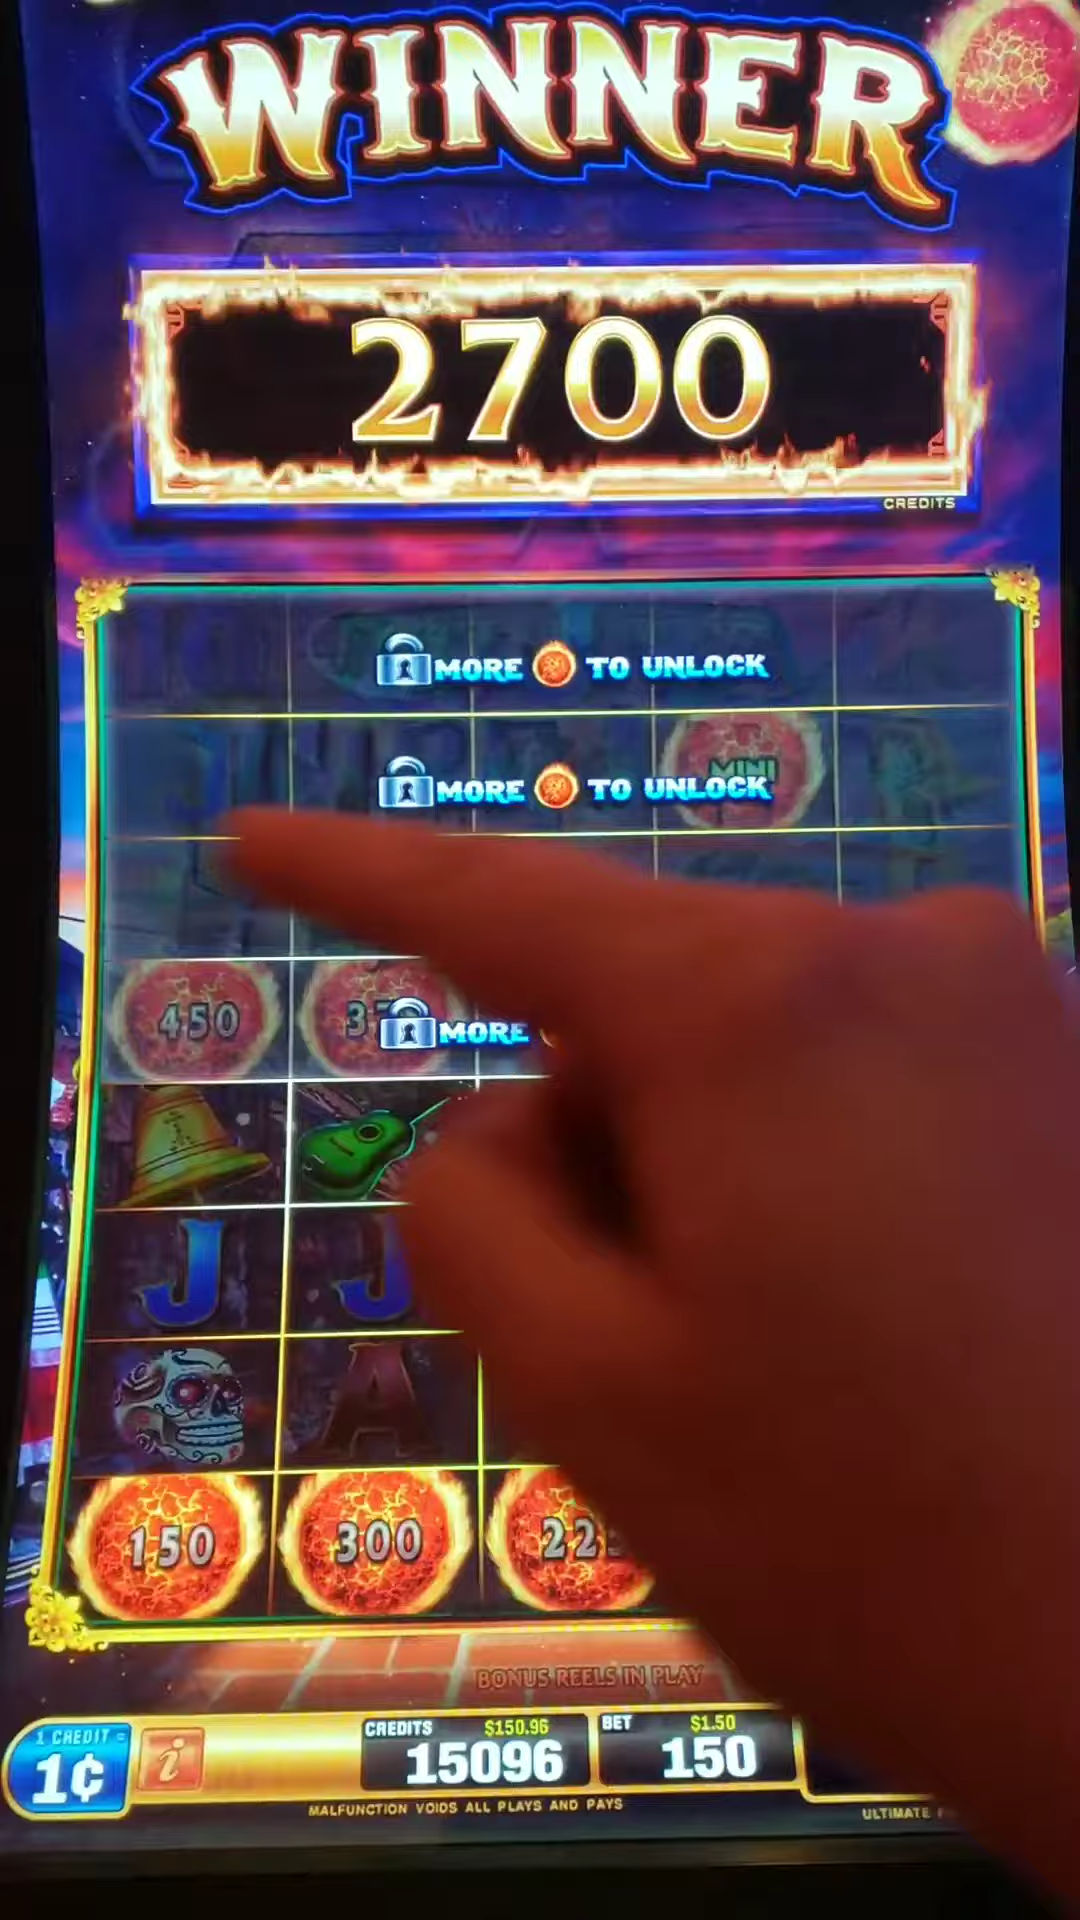 WINNER
2700
CREDITS
MORE TO UNLOCK
MINI
MORE TO UNLOCK
450
MORE
J J
A
150 300
BONUS REELS IN PLAY
1 CREDIT =
1¢
i
CREDITS $150.96
15096
BET $1.50
150
MALFUNCTION VOIDS ALL PLAYS AND PAYS
ULTIMATE